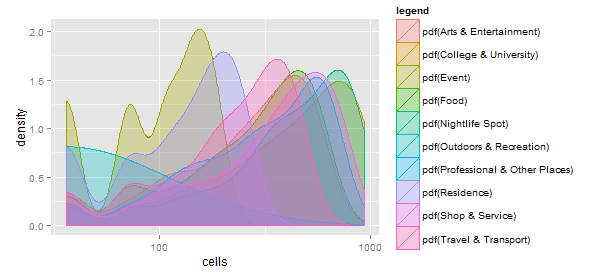 legend
pdf(Arts & Entertainment)
pdf(College & University)
pdf(Event)
pdf(Food)
pdf(Nightlife Spot)
pdf(Outdoors & Recreation)
pdf(Professional & Other Places)
pdf(Residence)
pdf(Shop & Service)
pdf(Travel & Transport)
density
2.0
1.5
1.0
0.5
0.0
100
1000
cells